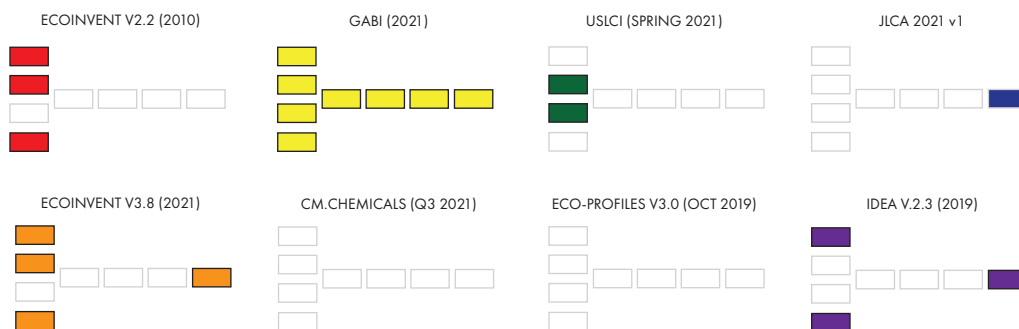 ECOINVENT V2.2 (2010)
GABI (2021)
USLCI (SPRING 2021)
JLCA 2021 v1
ECOINVENT V3.8 (2021)
CM.CHEMICALS (Q3 2021)
ECO-PROFILES V3.0 (OCT 2019)
IDEA V.2.3 (2019)